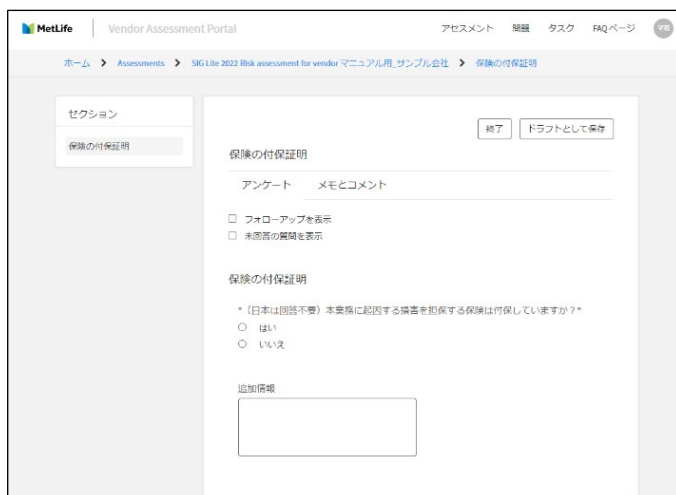 MetLife
Vendor Assessment Portal
アセスメント 問題 タスク FAQ ページ
ホーム > Assessments > SIG Lite 2022 Risk assessment for vendor マニュアル用_サンプル会社 > 保険の付保証明
セクション
保険の付保証明
終了 ドラフトとして保存
保険の付保証明
アンケート メモとコメント
フォローアップを表示
未回答の質問を表示
保険の付保証明
*（日本は回答不要）本業務に起因する損害を担保する保険は付保していますか？*
はい
いいえ
追加情報